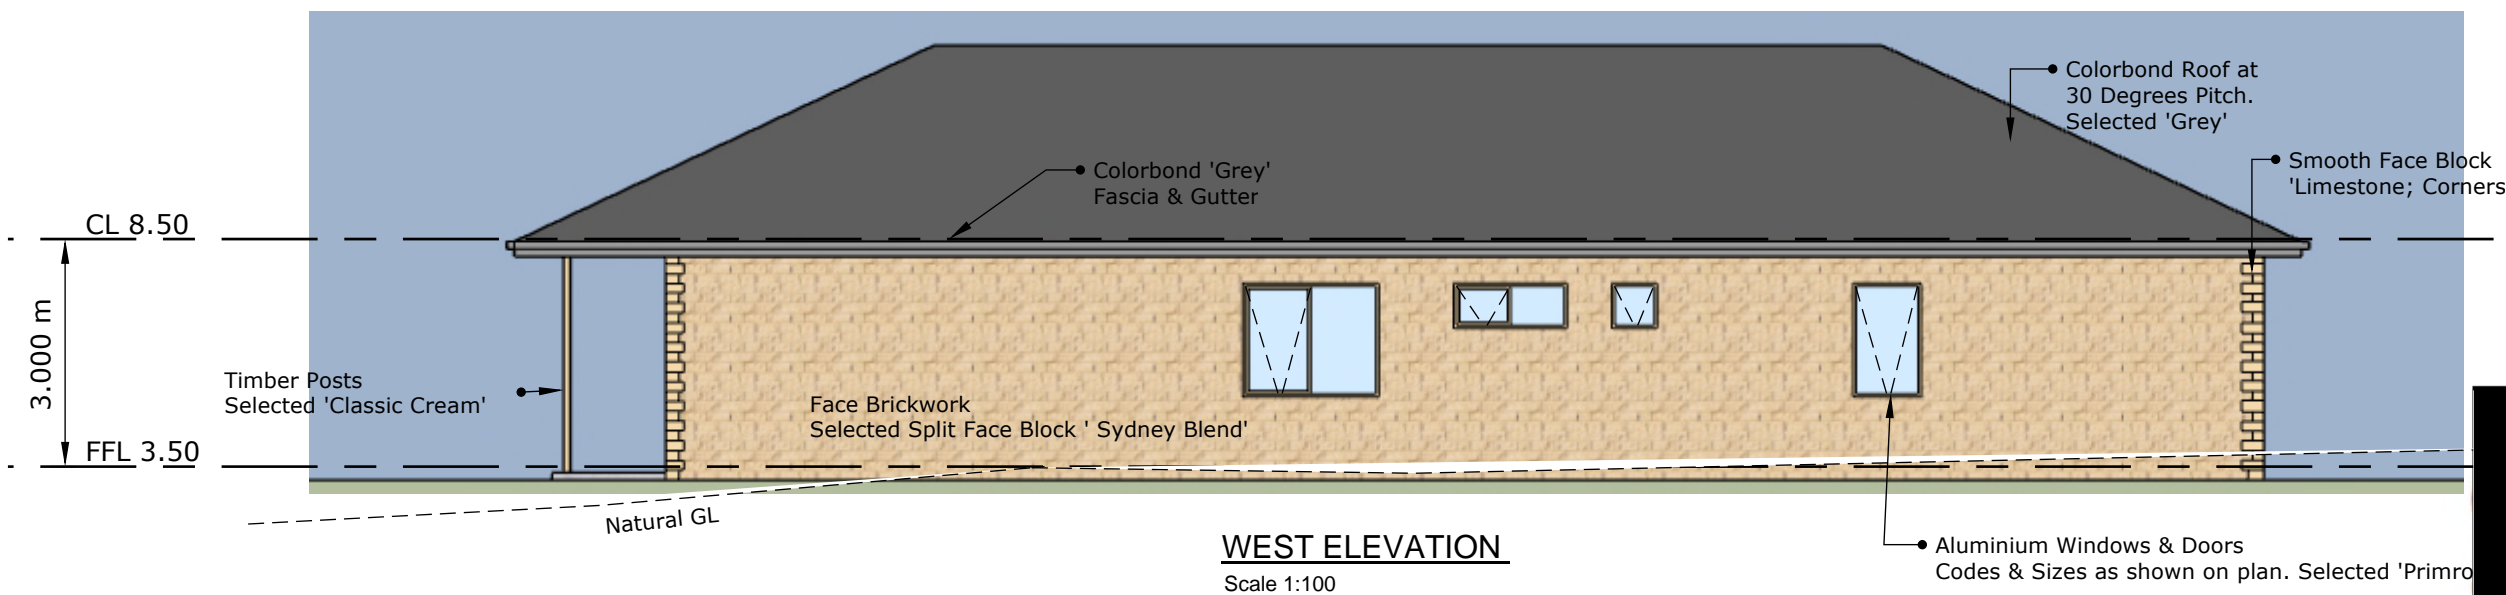 Colorbond Roof at
30 Degrees Pitch.
Selected 'Grey'
Smooth Face Block
'Limestone; Corners
Colorbond 'Grey'
Fascia & Gutter
CL 8.50
3.000 m
Timber Posts
Selected 'Classic Cream'
Face Brickwork
Selected Split Face Block ' Sydney Blend'
FFL 3.50
Natural GL
WEST ELEVATION
Scale 1:100
Aluminium Windows & Doors
Codes & Sizes as shown on plan. Selected 'Primro